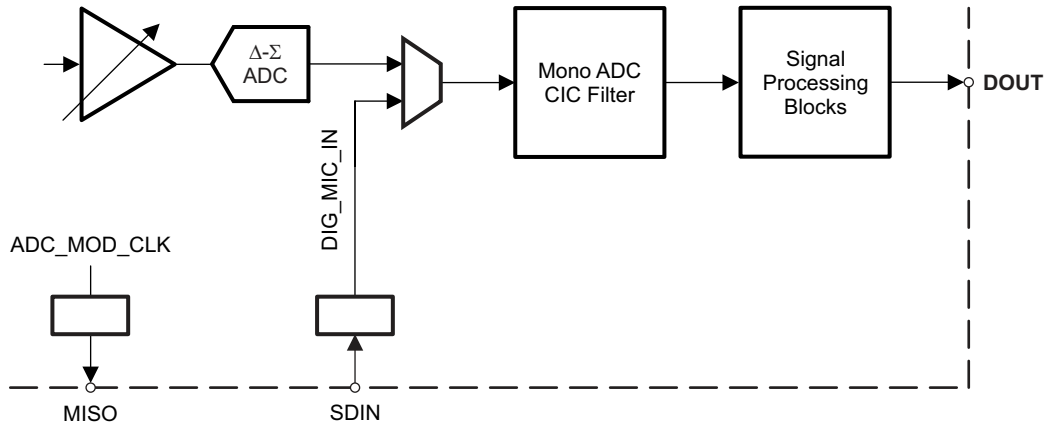 Δ-Σ
ADC
Mono ADC
CIC Filter
Signal
Processing
Blocks
DOUT
DIG_MIC_IN
ADC_MOD_CLK
MISO
SDIN